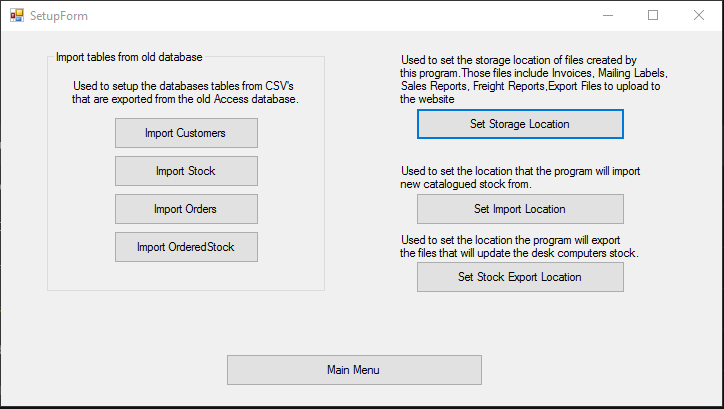 SetupForm
Import tables from old database
Used to setup the databases tables from CSV's
that are exported from the old Access database.
Import Customers
Import Stock
Import Orders
Import OrderedStock
Used to set the storage location of files created by
this program.Those files include Invoices, Mailing Labels,
Sales Reports, Freight Reports,Export Files to upload to
the website
Set Storage Location
Used to set the location that the program will import
new catalogued stock from.
Set Import Location
Used to set the location the program will export
the files that will update the desk computers stock.
Set Stock Export Location
Main Menu